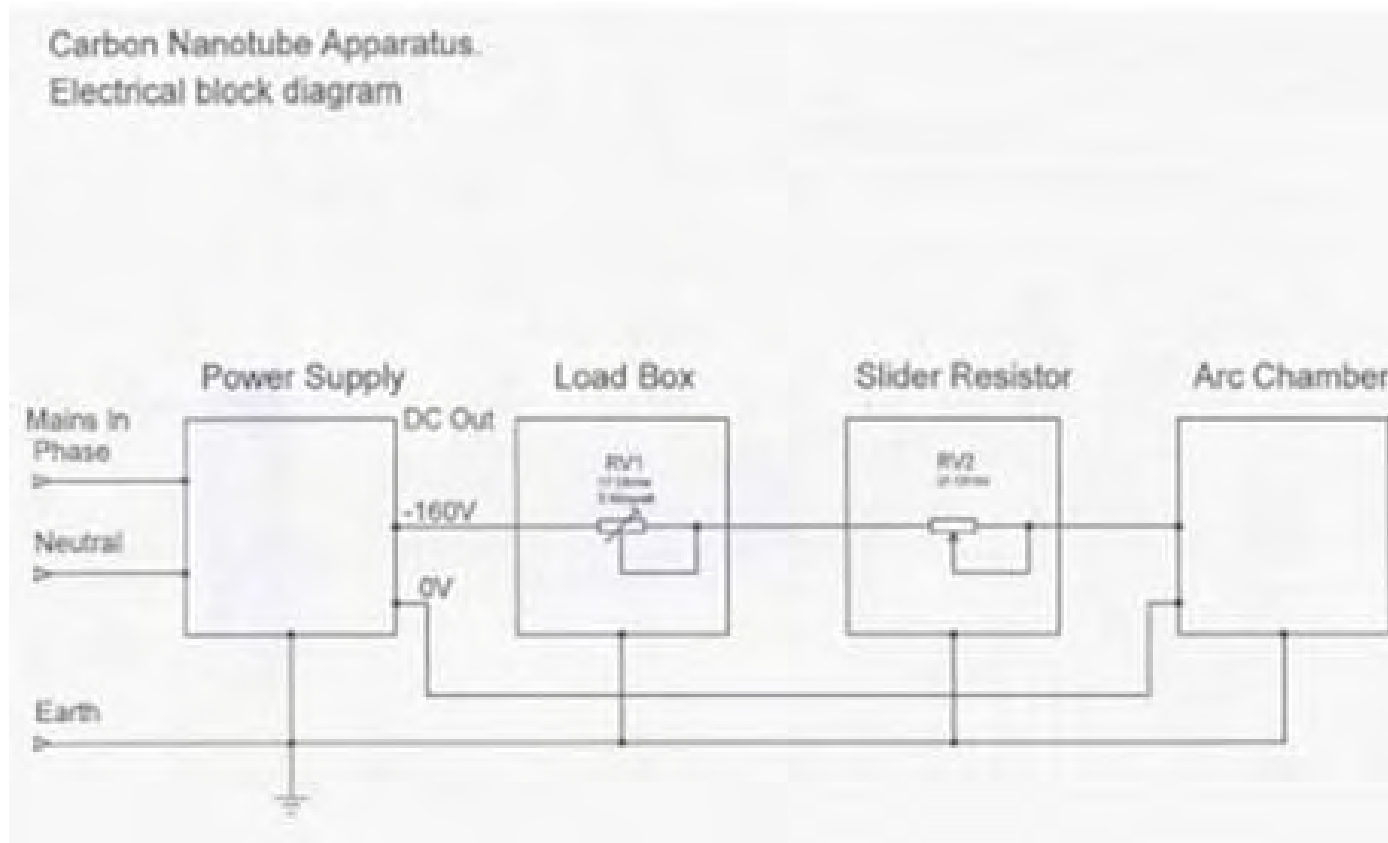 Carbon Nanotube Apparatus.
Electrical block diagram
Power Supply
Load Box
Slider Resistor
Arc Chamber
Mains In
Phase
DC Out
RV1
RV2
-160V
Neutral
0V
Earth